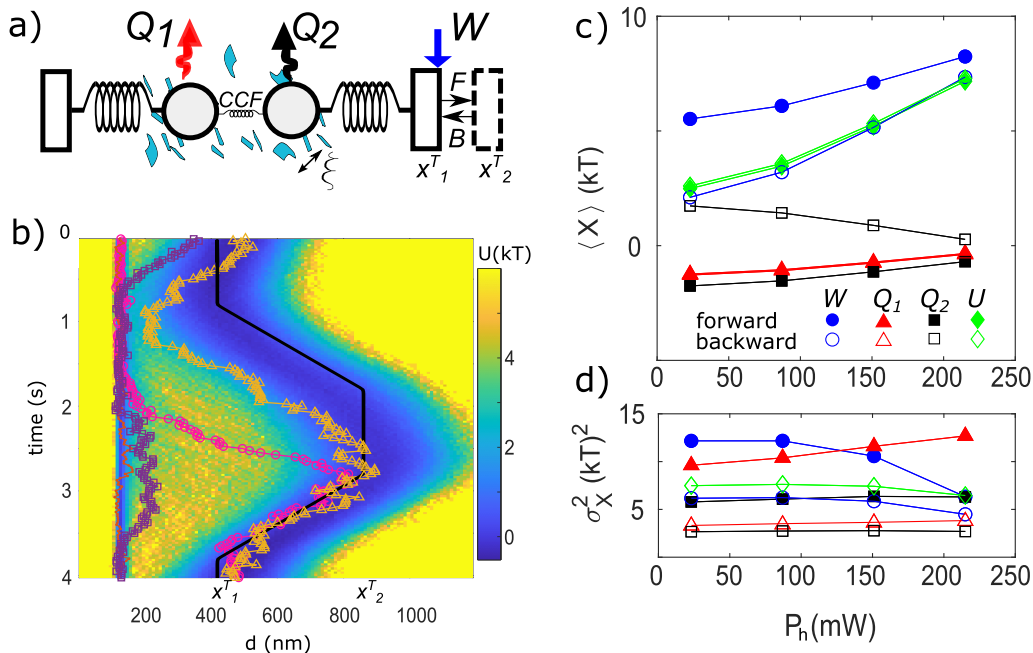 a)
Q1
Q2
W
CCF
F
B
ξ
x^T_1
x^T_2
b)
0
1
2
3
4
time (s)
U(kT)
6
4
2
0
x^T_1
x^T_2
200
400
600
800
1000
d (nm)
c)
10
0
⟨X⟩ (kT)
W Q1 Q2 U
forward
backward
0 50 100 150 200 250
d)
15
10
5
σ²_X (kT)²
0 50 100 150 200 250
P_h(mW)